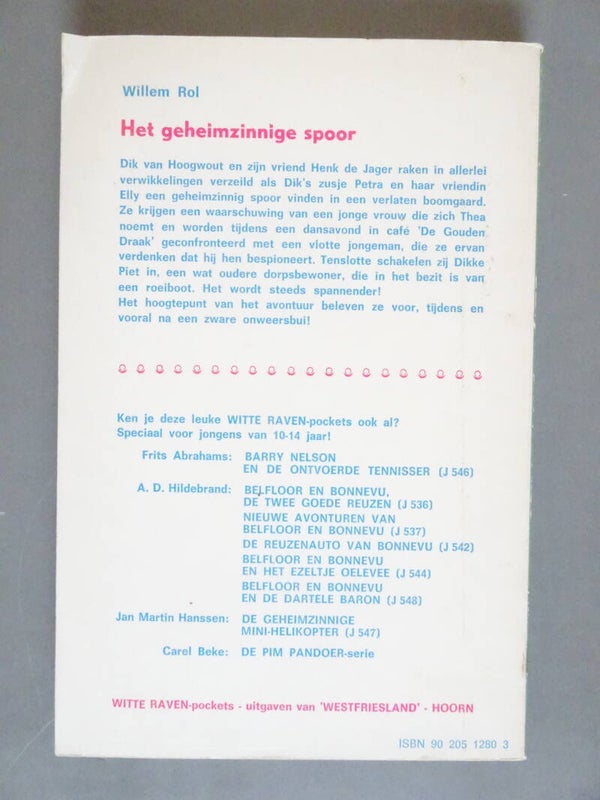 Willem Rol
Het geheimzinnige spoor
Dik van Hoogwout en zijn vriend Henk de Jager raken in allerlei
verwikkelingen verzeild als Dik's zusje Petra en haar vriendin
Elly een geheimzinnig spoor vinden in een verlaten boomgaard.
Ze krijgen een waarschuwing van een jonge vrouw die zich Thea
noemt en worden tijdens een dansavond in café 'De Gouden
Draak' geconfronteerd met een vlotte jongeman, die ze ervan
verdenken dat hij hen bespioneert. Tenslotte schakelen zij Dikke
Piet in, een wat oudere dorpsbewoner, die in het bezit is van
een roeiboot. Het wordt steeds spannender!
Het hoogtepunt van het avontuur beleven ze voor, tijdens en
vooral na een zware onweersbui!
Ken je deze leuke WITTE RAVEN-pockets ook al?
Speciaal voor jongens van 10-14 jaar!
Frits Abrahams: BARRY NELSON
EN DE ONTVOERDE TENNISSER (J 546)
A. D. Hildebrand: BELFLOOR EN BONNEVU,
DE TWEE GOEDE REUZEN (J 536)
NIEUWE AVONTUREN VAN
BELFLOOR EN BONNEVU (J 537)
DE REUZENAUTO VAN BONNEVU (J 542)
BELFLOOR EN BONNEVU
EN HET EZELTJE OELEVEE (J 544)
BELFLOOR EN BONNEVU
EN DE DARTELE BARON (J 548)
Jan Martin Hanssen: DE GEHEIMZINNIGE
MINI-HELIKOPTER (J 547)
Carel Beke: DE PIM PANDOER-serie
WITTE RAVEN-pockets - uitgaven van 'WESTFRIESLAND' - HOORN
ISBN 90 205 1280 3